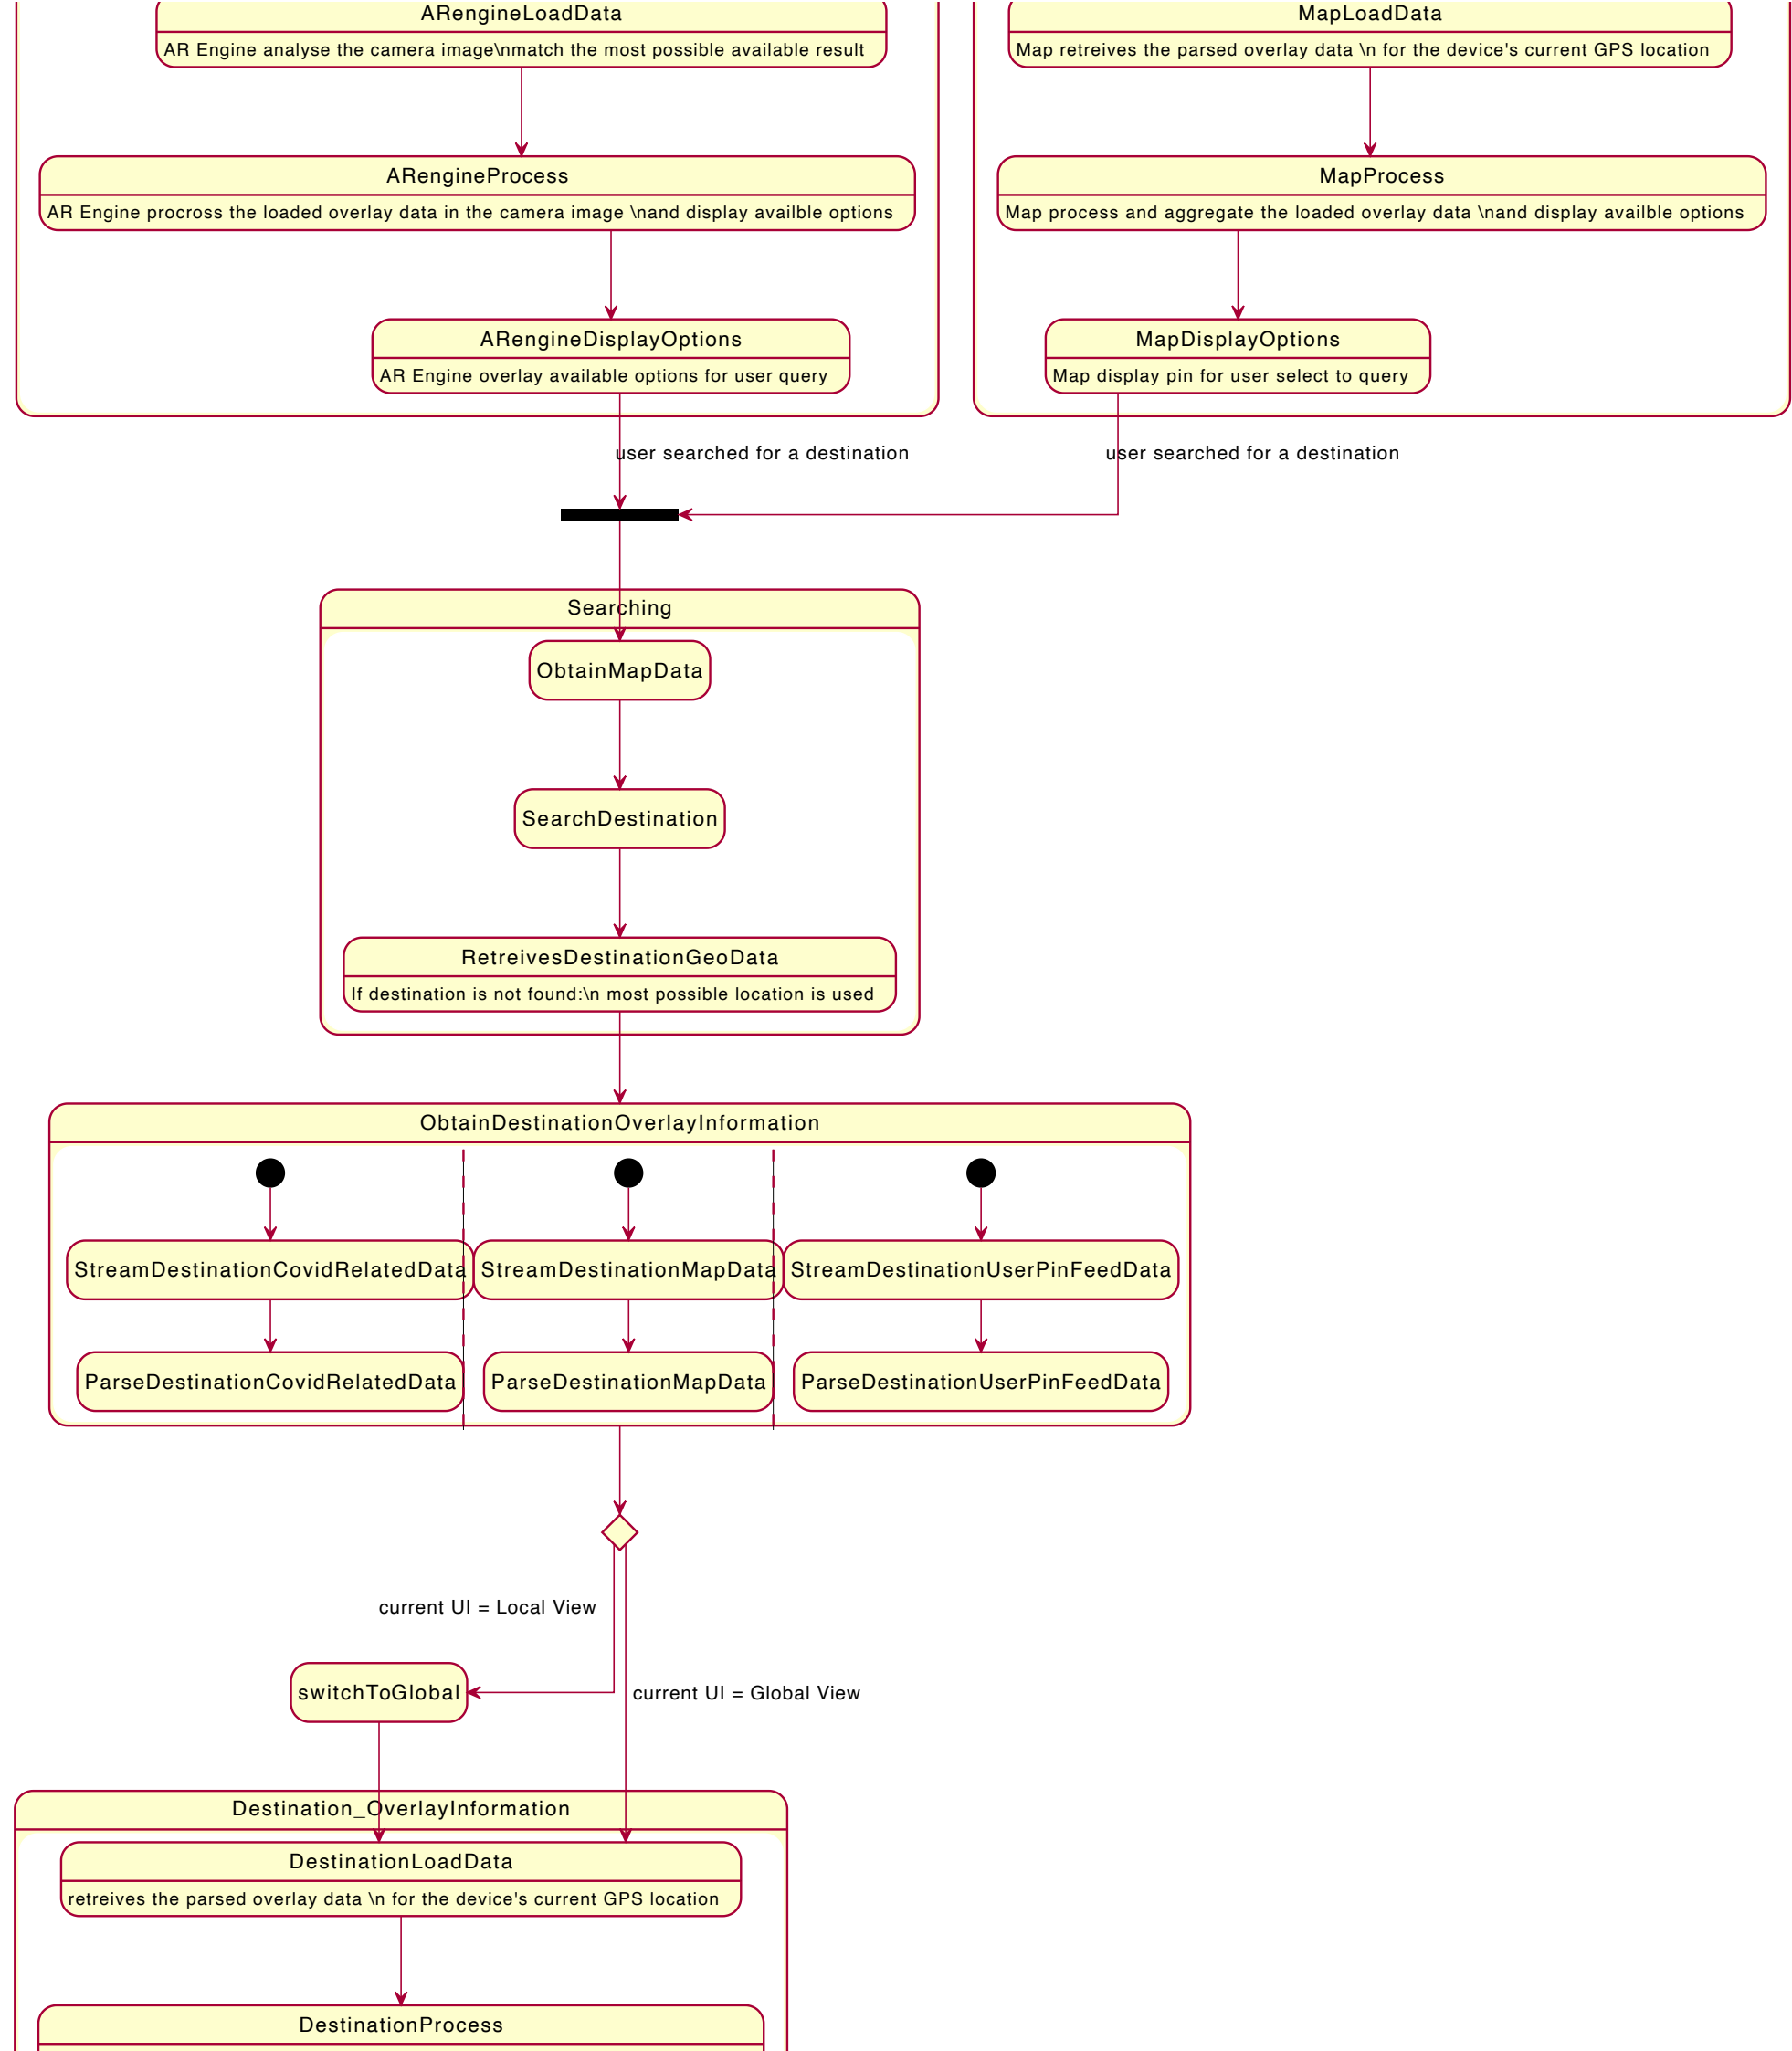 ARengineLoadData
AR Engine analyse the camera image\nmatch the most possible available result
MapLoadData
Map retreives the parsed overlay data \n for the device's current GPS location
ARengineProcess
AR Engine procross the loaded overlay data in the camera image \nand display availble options
MapProcess
Map process and aggregate the loaded overlay data \nand display availble options
ARengineDisplayOptions
AR Engine overlay available options for user query
MapDisplayOptions
Map display pin for user select to query
user searched for a destination
user searched for a destination
Searching
ObtainMapData
SearchDestination
RetreivesDestinationGeoData
If destination is not found:\n most possible location is used
ObtainDestinationOverlayInformation
StreamDestinationCovidRelatedData
StreamDestinationMapData
StreamDestinationUserPinFeedData
ParseDestinationCovidRelatedData
ParseDestinationMapData
ParseDestinationUserPinFeedData
current UI = Local View
switchToGlobal
current UI = Global View
Destination_OverlayInformation
DestinationLoadData
retreives the parsed overlay data \n for the device's current GPS location
DestinationProcess